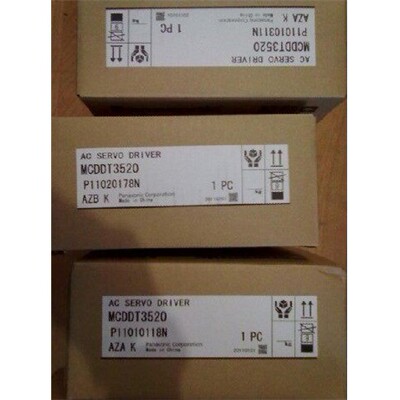 AC SERVO DRIVER
MCDDT3520
P11010311N
1 PC
AZA K
Panasonic Corporation
Made in China
AC SERVO DRIVER
MCDDT3520
P11020178N
1 PC
AZB K
Panasonic Corporation
Made in China
AC SERVO DRIVER
MCDDT3520
P11010118N
1 PC
AZA K
Panasonic Corporation
Made in China